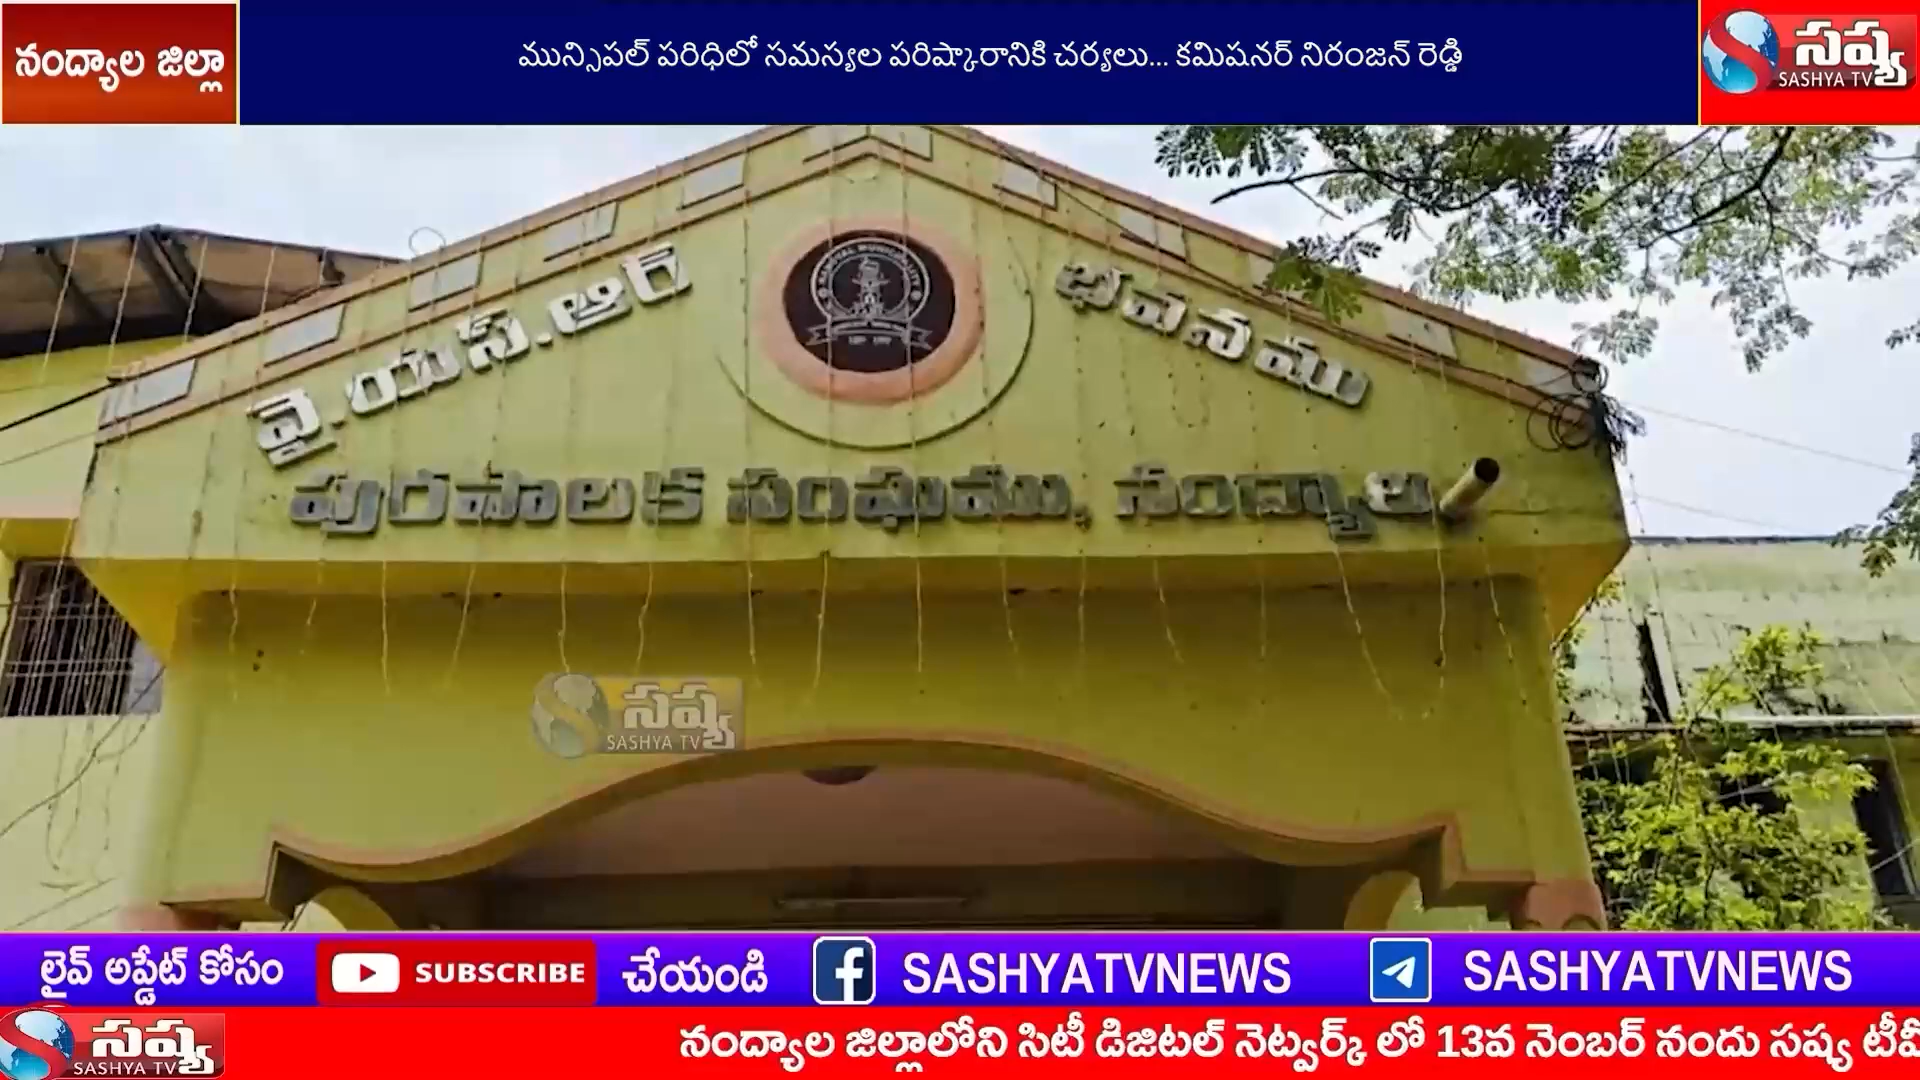 నంద్యాల జిల్లా
మున్సిపల్ పరిధిలో సమస్యల పరిష్కారానికి చర్యలు... కమిషనర్ నిరంజన్ రెడ్డి
సష్య
SASHYA TV
వై.యస్.ఆర్ భవనము
పురపాలక సంఘము, నంద్యాల
సష్య
SASHYA TV
లైవ్ అప్డేట్ కోసం SUBSCRIBE చేయండి SASHYATVNEWS SASHYATVNEWS
సష్య
SASHYA TV
నంద్యాల జిల్లాలోని సిటీ డిజిటల్ నెట్వర్క్ లో 13వ నెంబర్ నందు సష్య టీవీ